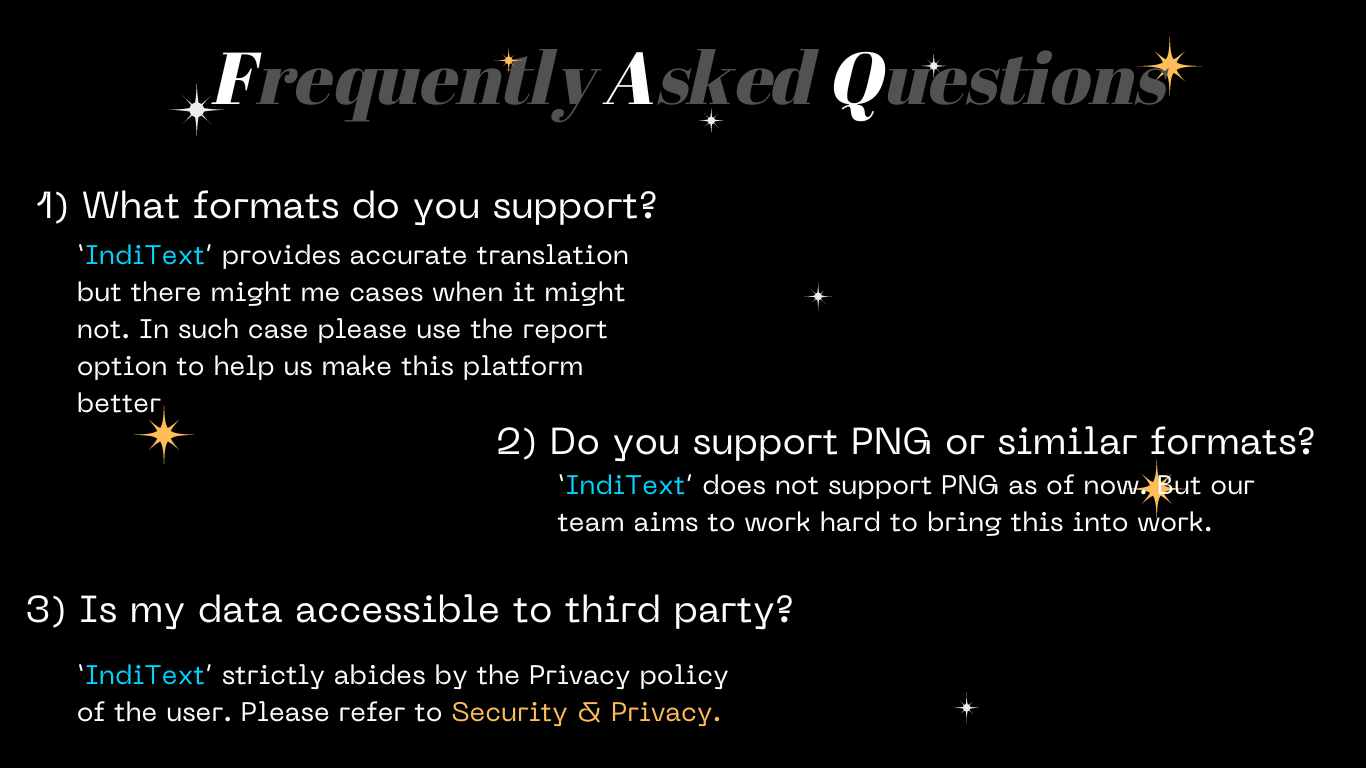 Frequently Asked Questions
1) What formats do you support?
‘IndiText’ provides accurate translation
but there might me cases when it might
not. In such case please use the report
option to help us make this platform
better.
2) Do you support PNG or similar formats?
‘IndiText’ does not support PNG as of now. But our
team aims to work hard to bring this into work.
3) Is my data accessible to third party?
‘IndiText’ strictly abides by the Privacy policy
of the user. Please refer to Security & Privacy.